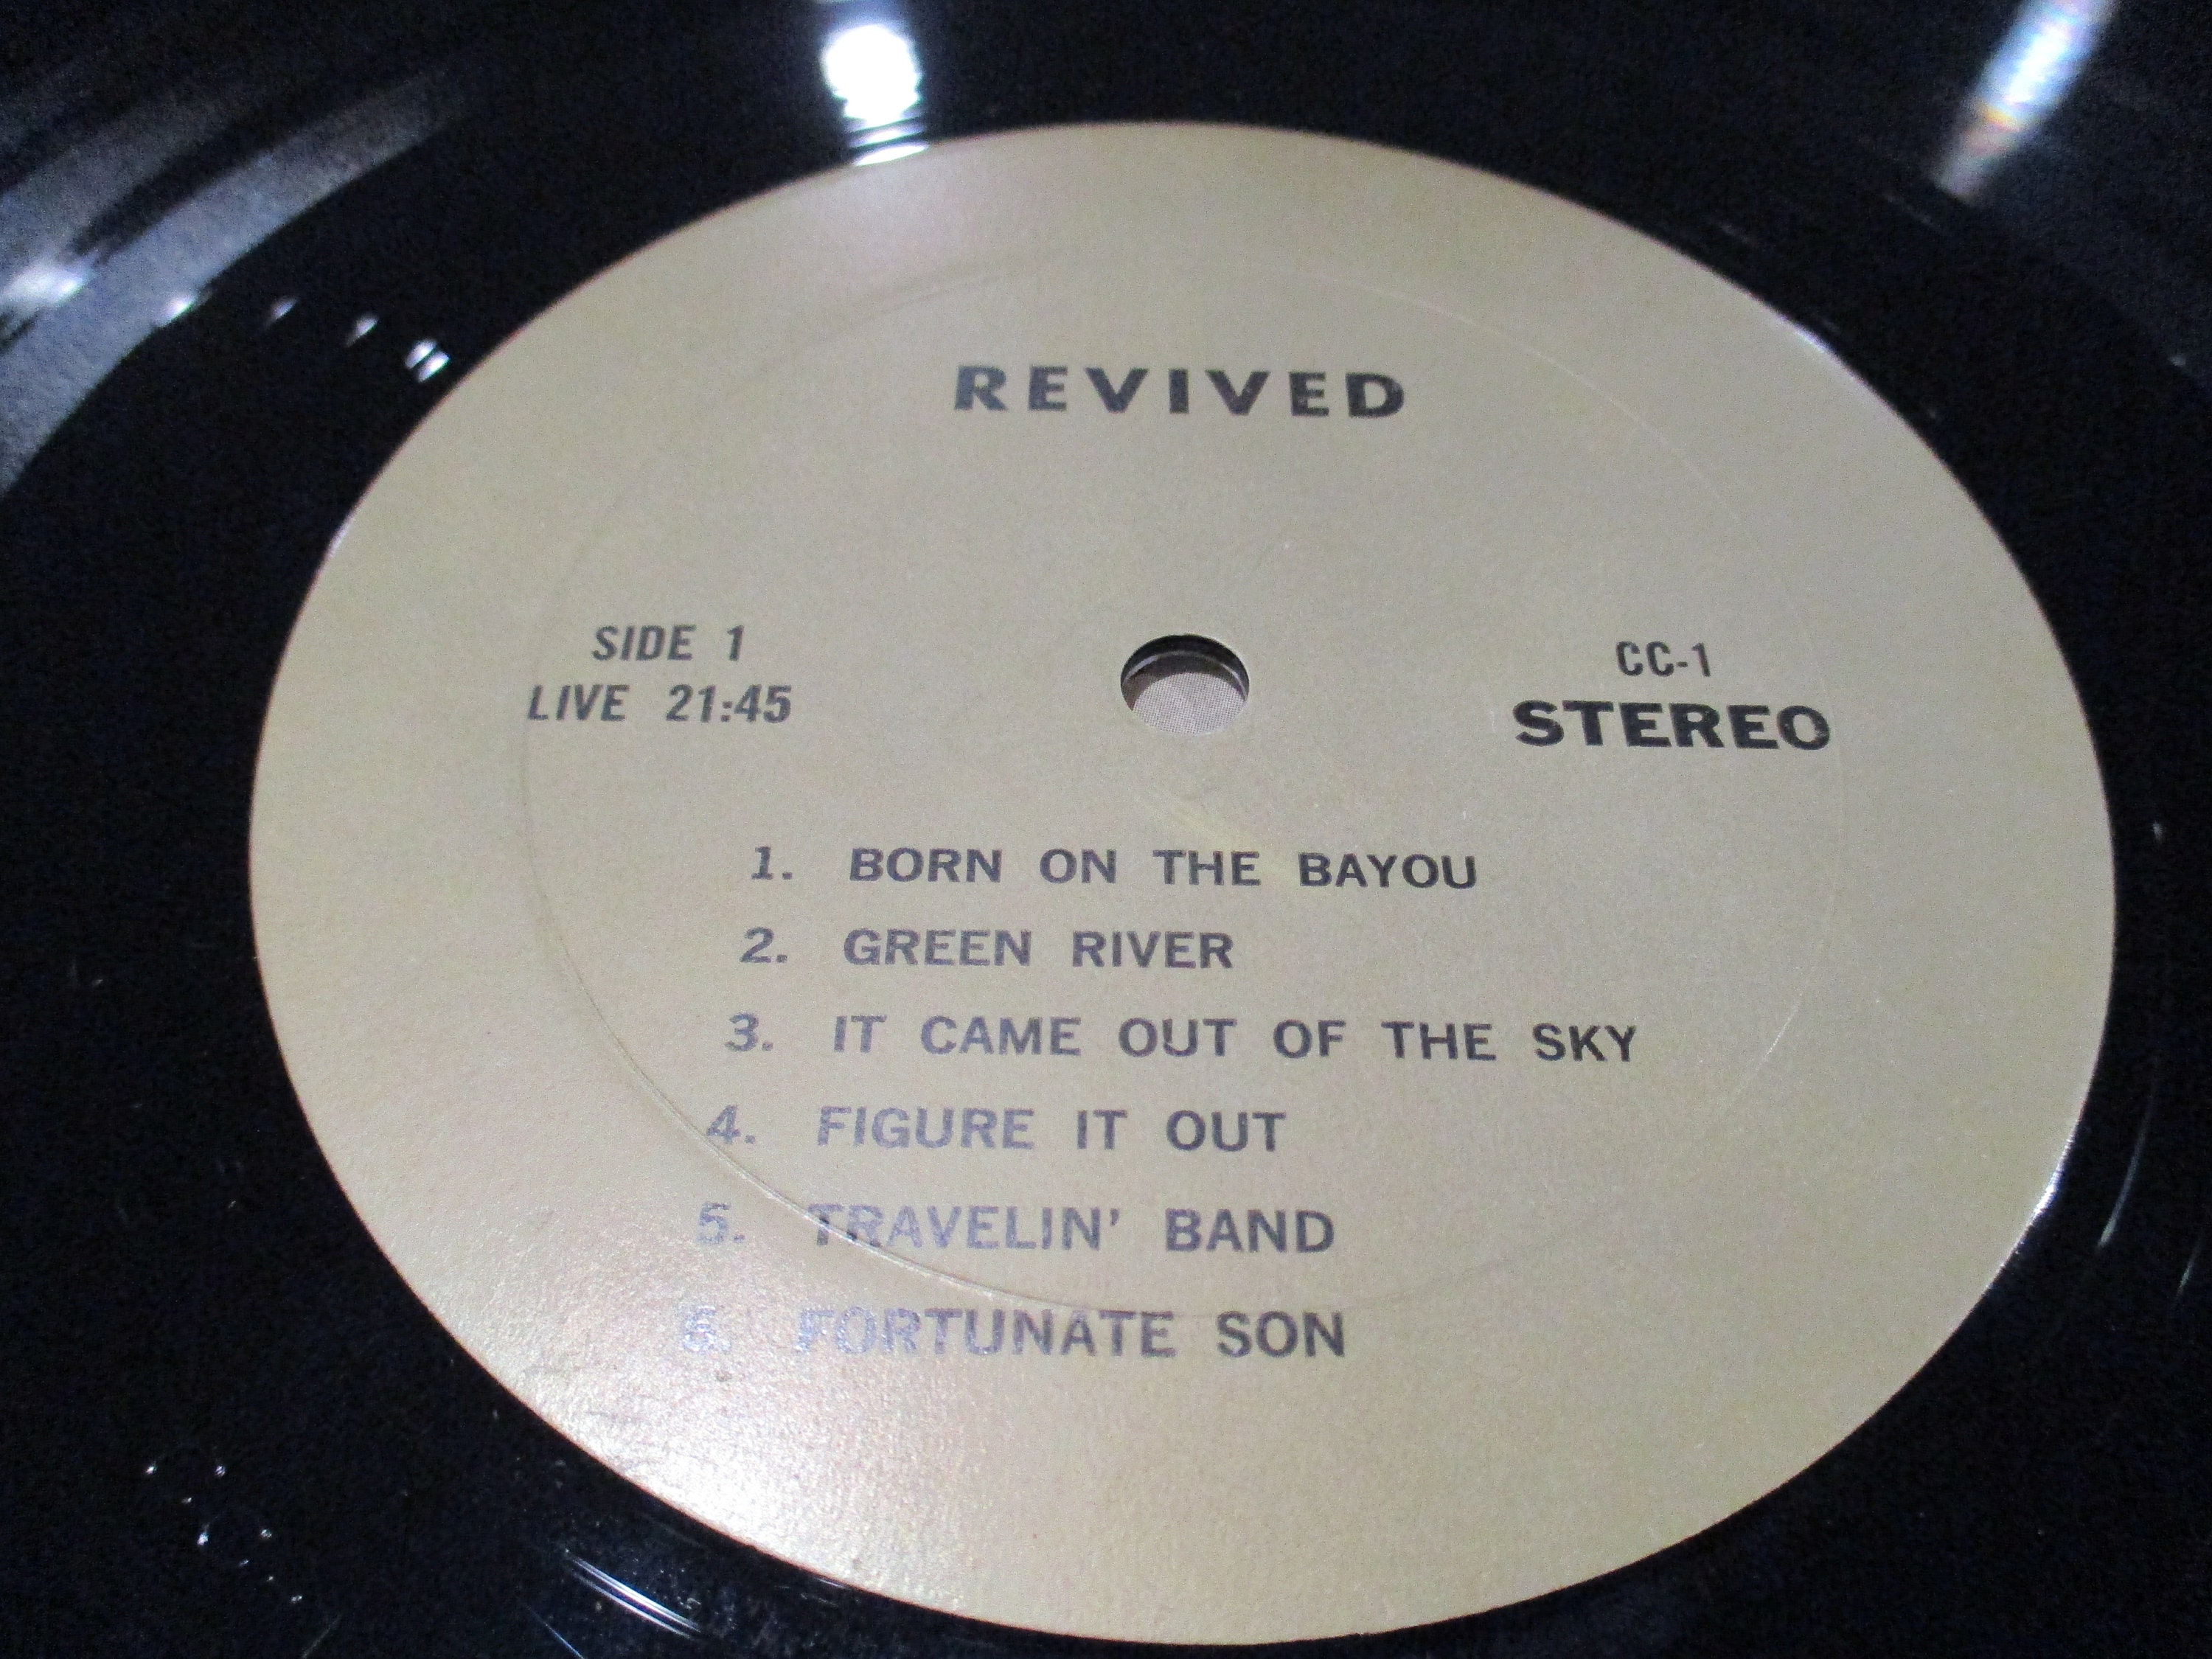 REVIVED
SIDE 1
LIVE 21:45
CC-1
STEREO
1. BORN ON THE BAYOU
2. GREEN RIVER
3. IT CAME OUT OF THE SKY
4. FIGURE IT OUT
5. TRAVELIN' BAND
6. FORTUNATE SON